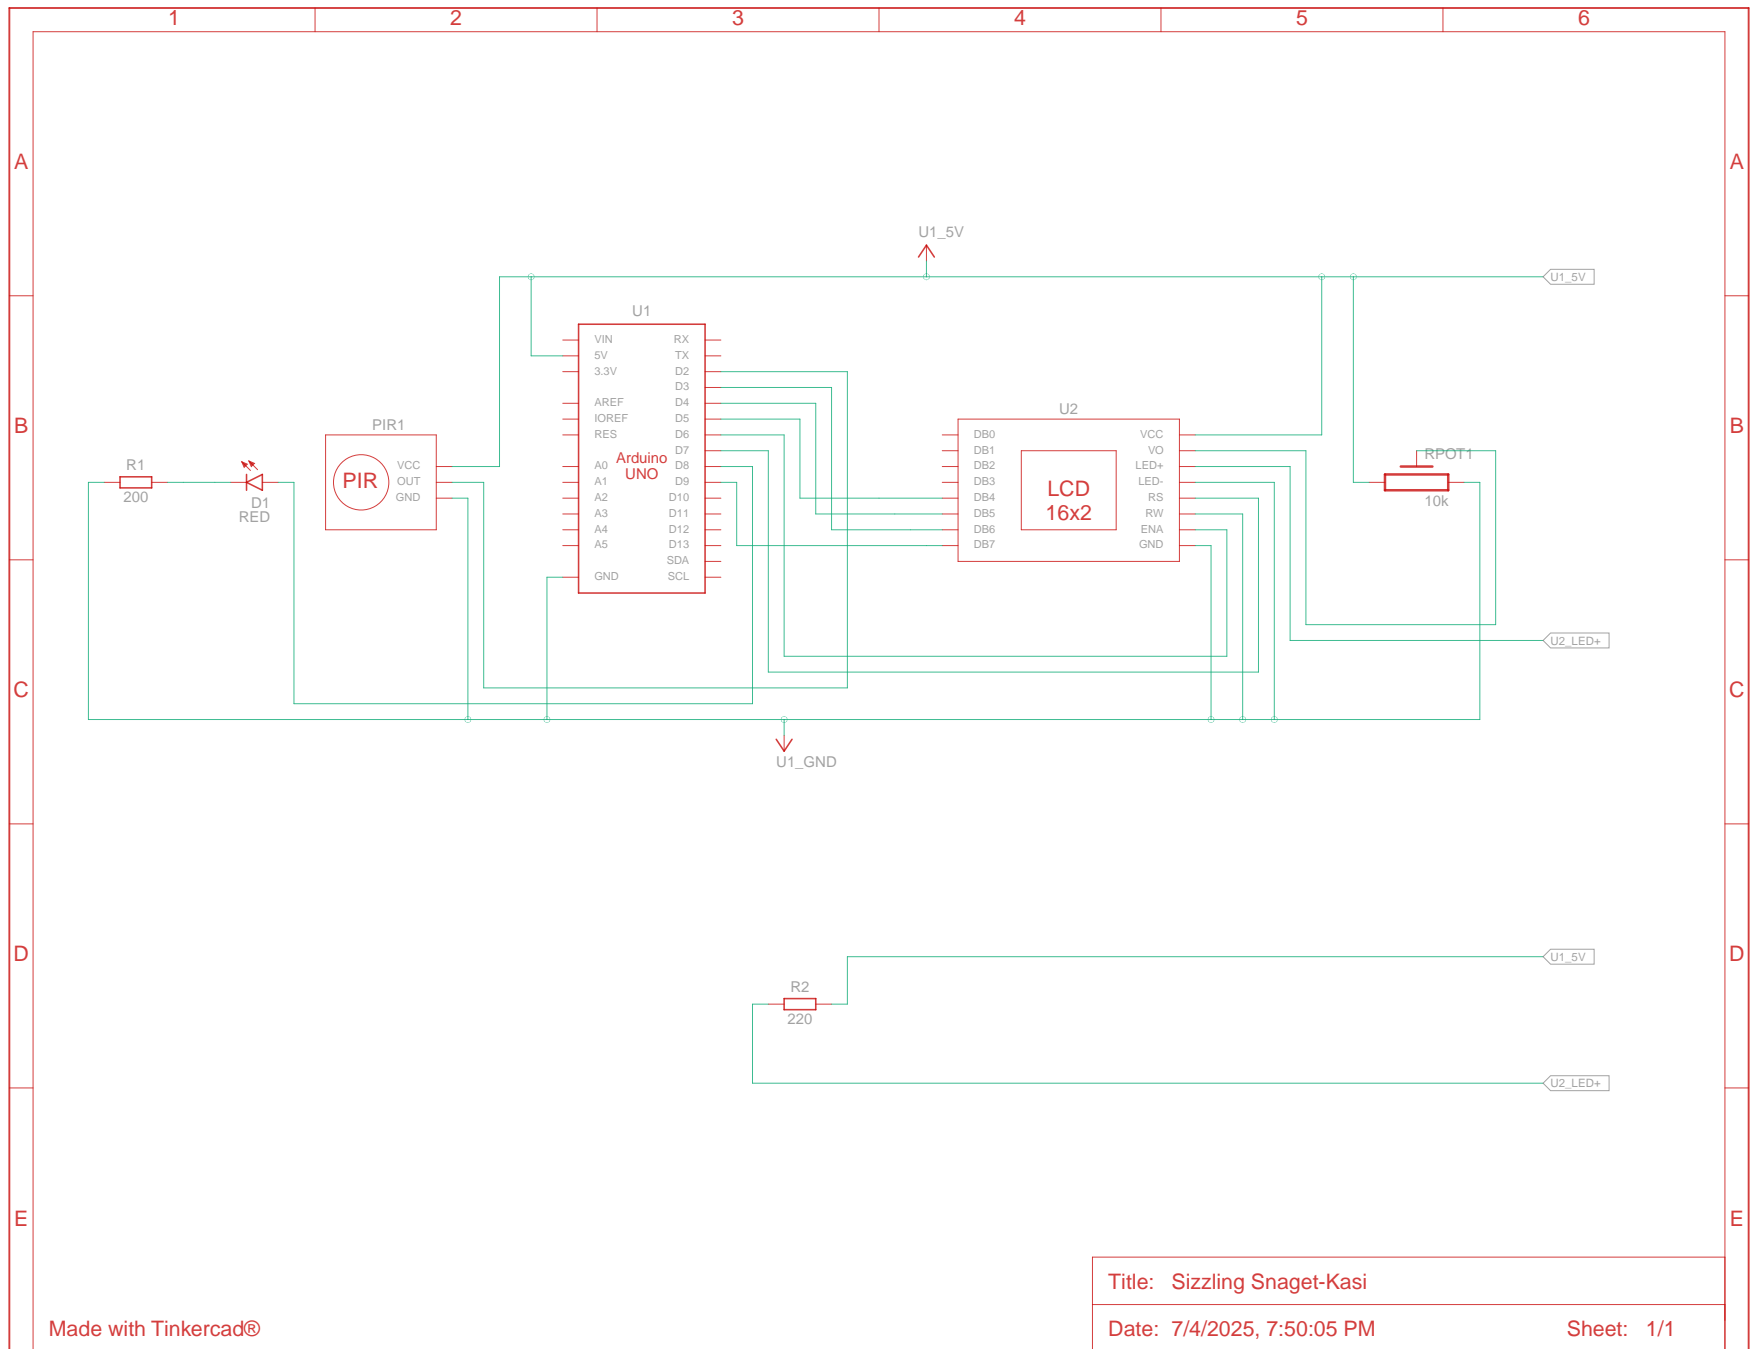 1 2 3 4 5 6
A A
U1_5V
U1_5V
B B
U1
VIN RX
5V TX
3.3V D2
D3
AREF D4
IOREF D5
RES D6
D7
A0 D8
A1 D9
A2 D10
A3 D11
A4 D12
A5 D13
SDA
GND SCL
Arduino
UNO
R1
200
D1
RED
PIR1
PIR
VCC
OUT
GND
U2
DB0 VCC
DB1 VO
DB2 LED+
DB3 LED-
DB4 RS
DB5 RW
DB6 ENA
DB7 GND
LCD
16x2
RPOT1
10k
U2_LED+
C C
U1_GND
D D
U1_5V
R2
220
U2_LED+
E E
Title: Sizzling Snaget-Kasi
Made with Tinkercad®
Date: 7/4/2025, 7:50:05 PM Sheet: 1/1